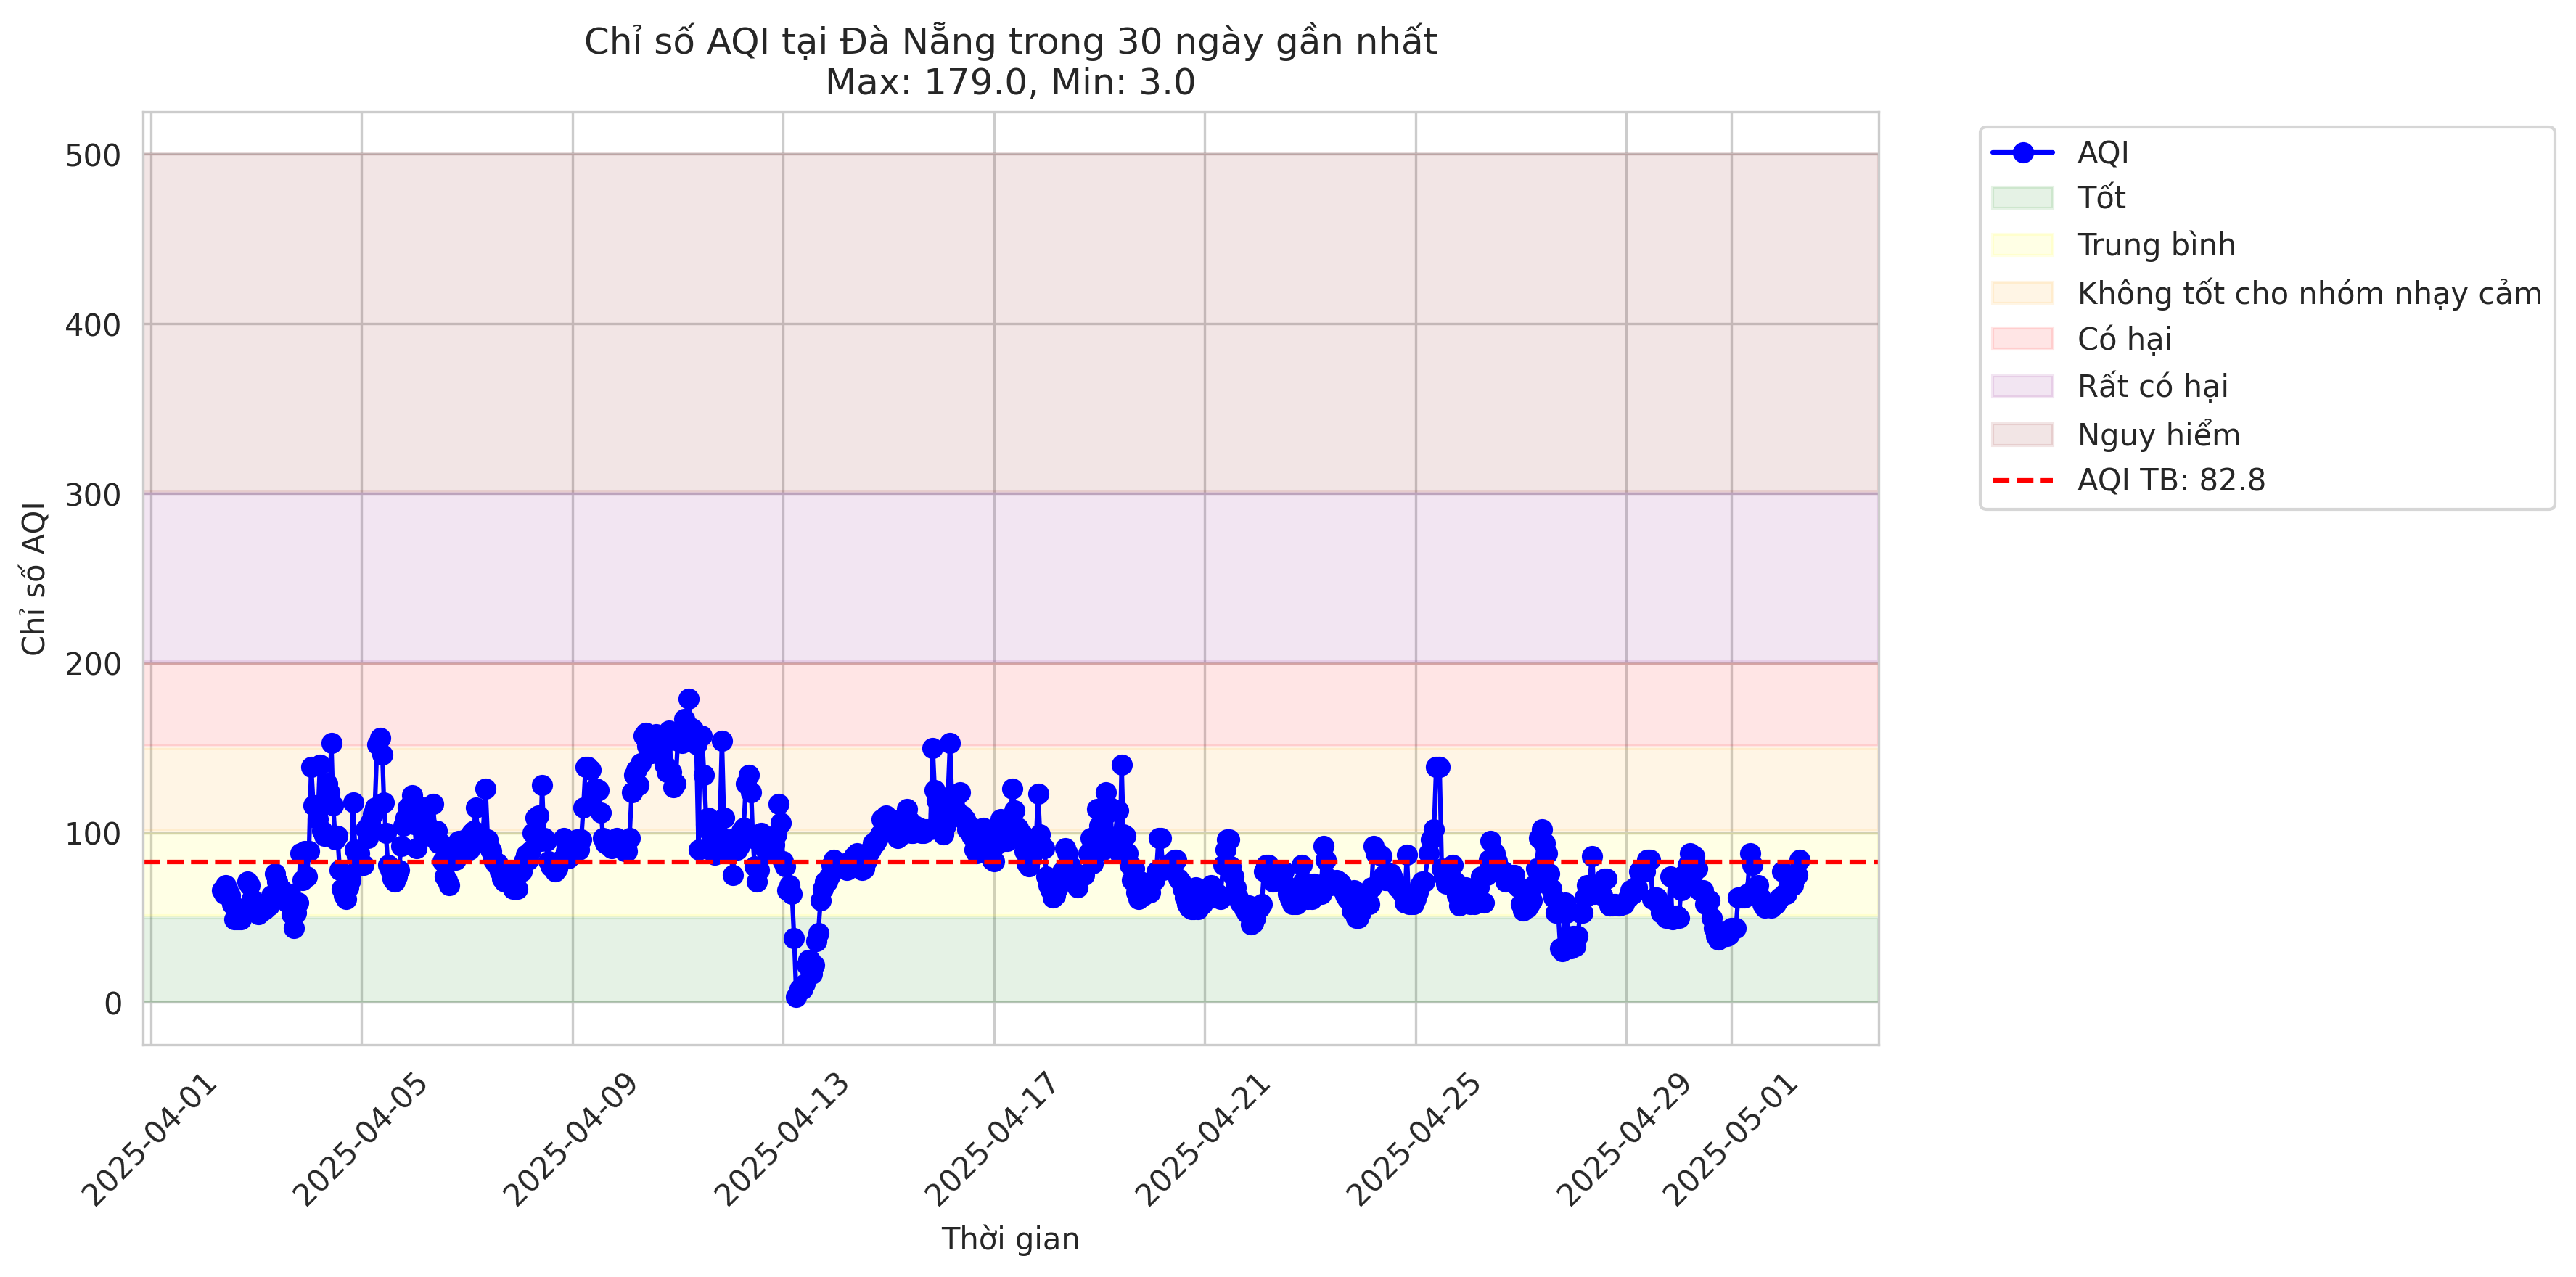 Chỉ số AQI tại Đà Nẵng trong 30 ngày gần nhất
Max: 179.0, Min: 3.0
Chỉ số AQI
500
400
300
200
100
0
2025-04-01
2025-04-05
2025-04-09
2025-04-13
2025-04-17
2025-04-21
2025-04-25
2025-04-29
2025-05-01
Thời gian
AQI
Tốt
Trung bình
Không tốt cho nhóm nhạy cảm
Có hại
Rất có hại
Nguy hiểm
AQI TB: 82.8